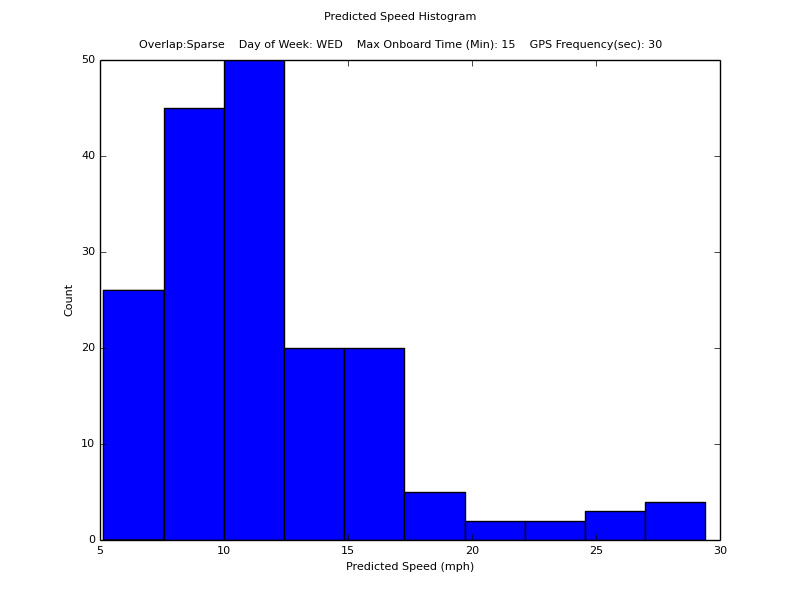 Predicted Speed Histogram
Overlap:Sparse    Day of Week: WED    Max Onboard Time (Min): 15    GPS Frequency(sec): 30
50
40
30
20
10
0
Count
5 10 15 20 25 30
Predicted Speed (mph)